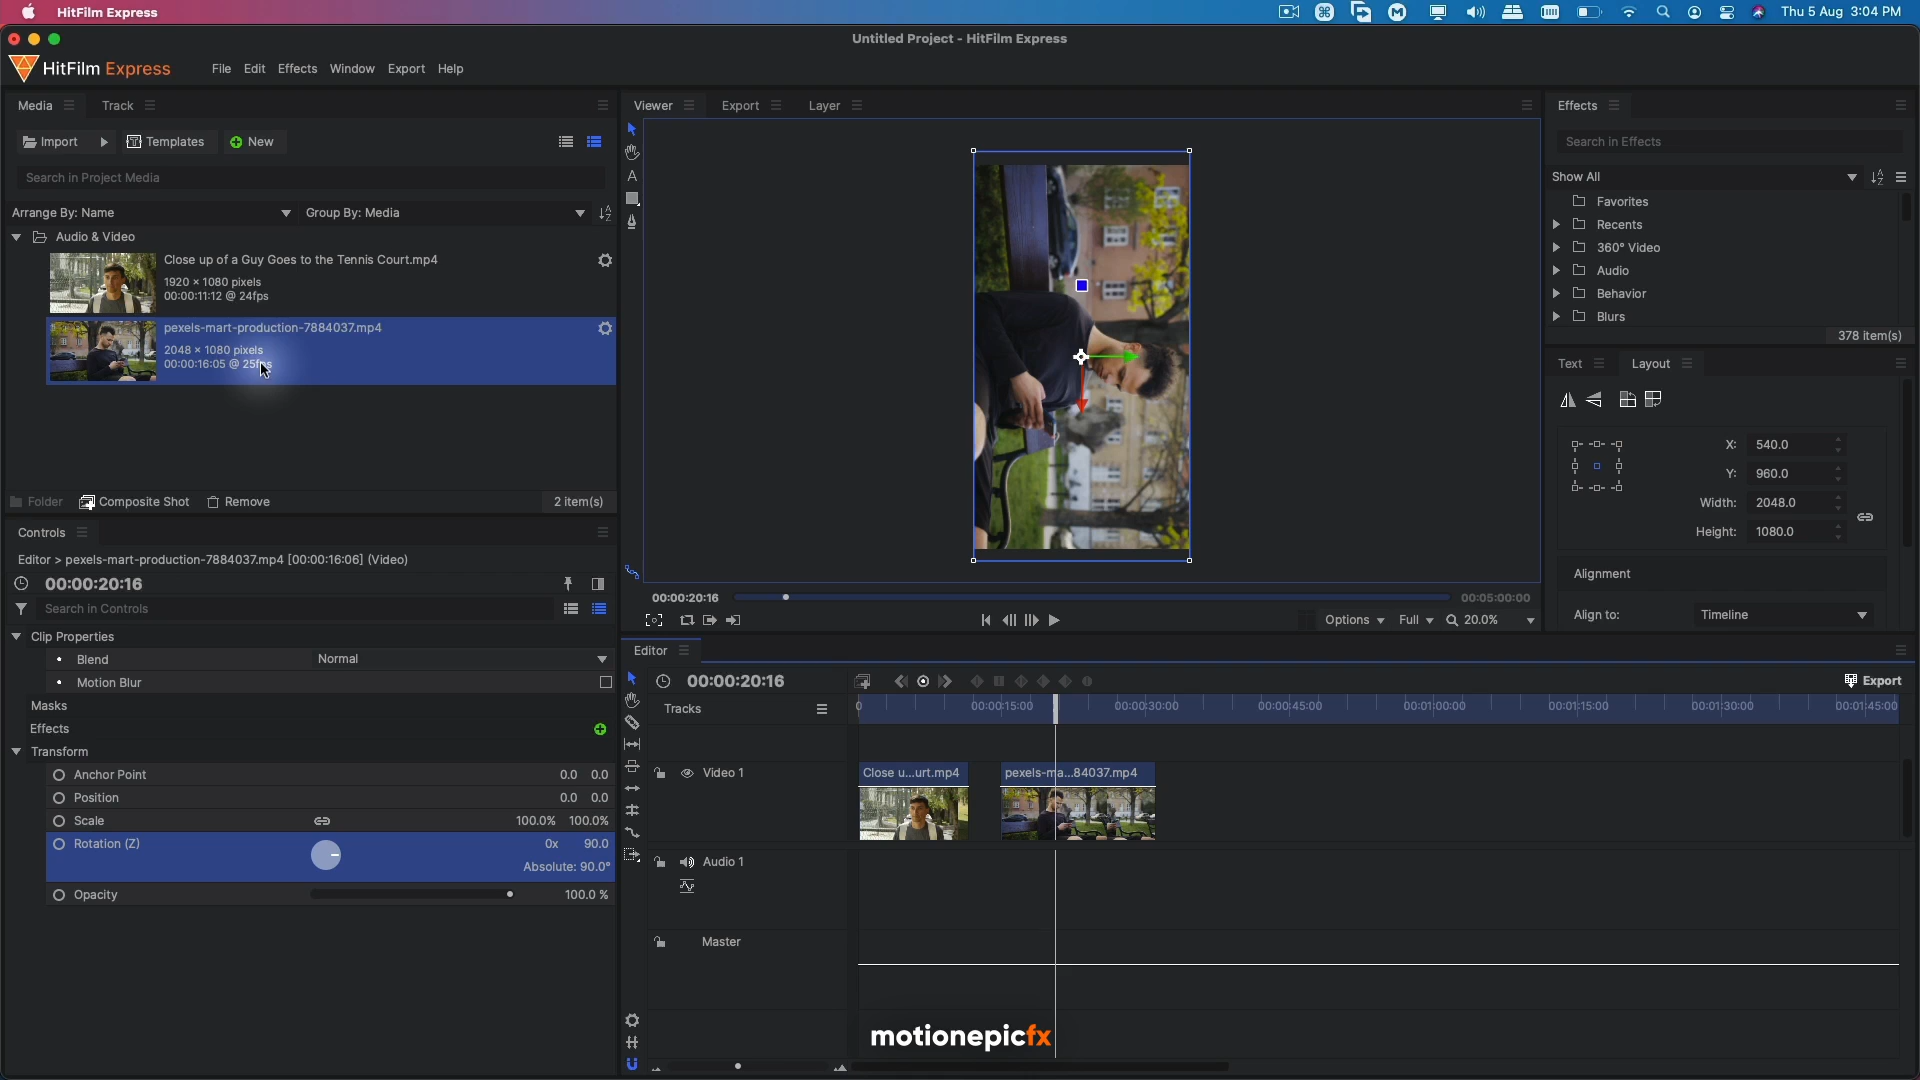 HitFilm Express
Thu 5 Aug 3:04 PM
Untitled Project - HitFilm Express
HitFilm Express
File Edit Effects Window Export Help
Media
Track
Import
Templates
New
Search in Project Media
Arrange By: Name
Group By: Media
Audio & Video
Close up of a Guy Goes to the Tennis Court.mp4
1920 × 1080 pixels
00:00:11:12 @ 24fps
pexels-mart-production-7884037.mp4
2048 × 1080 pixels
00:00:16:05 @ 25fps
Folder
Composite Shot
Remove
2 item(s)
Controls
Editor > pexels-mart-production-7884037.mp4 [00:00:16:06] (Video)
00:00:20:16
Search in Controls
Clip Properties
Blend
Normal
Motion Blur
Masks
Effects
Transform
Anchor Point
0.0 0.0
Position
0.0 0.0
Scale
100.0% 100.0%
Rotation (Z)
0x 90.0
Absolute: 90.0°
Opacity
100.0 %
Viewer
Export
Layer
00:00:20:16
00:05:00:00
Options
Full
20.0%
Effects
Search in Effects
Show All
Favorites
Recents
360° Video
Audio
Behavior
Blurs
378 item(s)
Text
Layout
X: 540.0
Y: 960.0
Width: 2048.0
Height: 1080.0
Alignment
Align to: Timeline
Editor
00:00:20:16
Export
Tracks
0
00:00:15:00
00:00:30:00
00:00:45:00
00:01:00:00
00:01:15:00
00:01:30:00
00:01:45:00
Video 1
Close u...urt.mp4
pexels-ma...84037.mp4
Audio 1
Master
motionepicfx